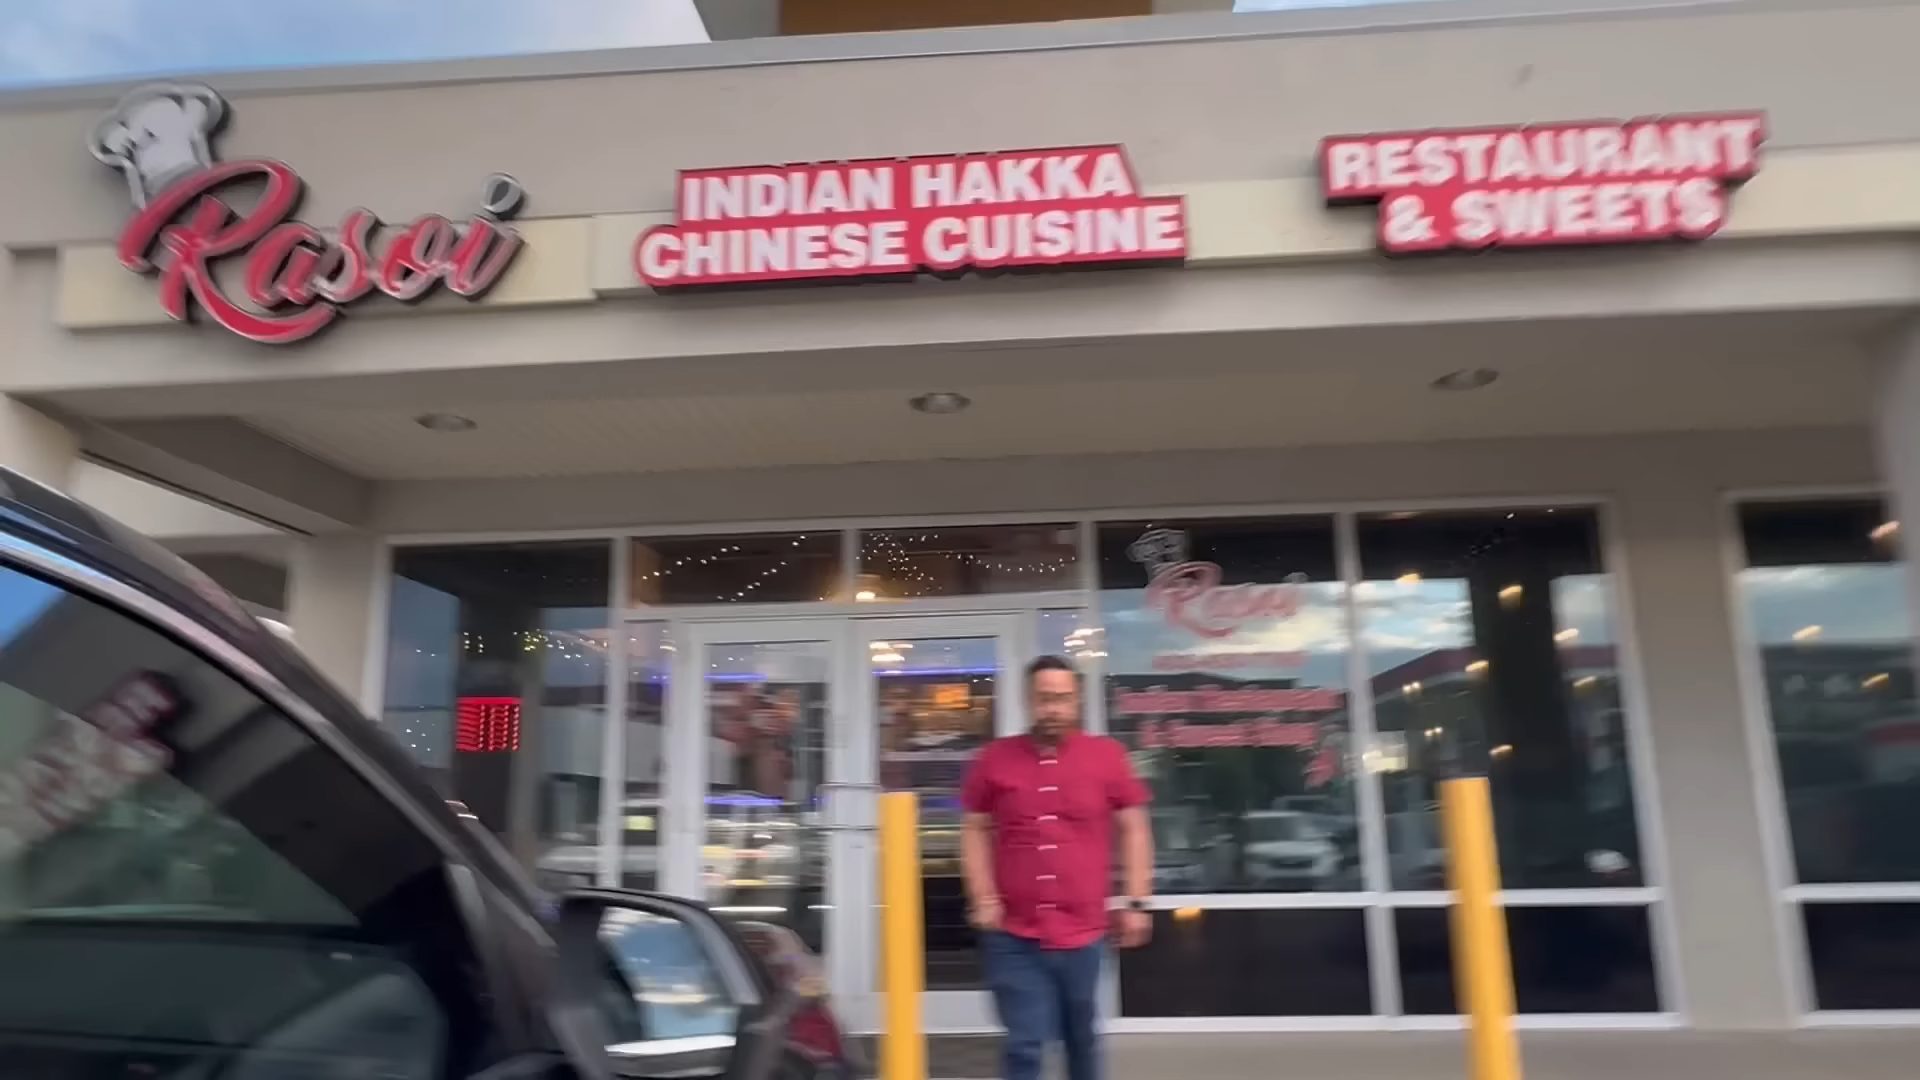 Rasoi
INDIAN HAKKA
CHINESE CUISINE
RESTAURANT
& SWEETS
Rasoi